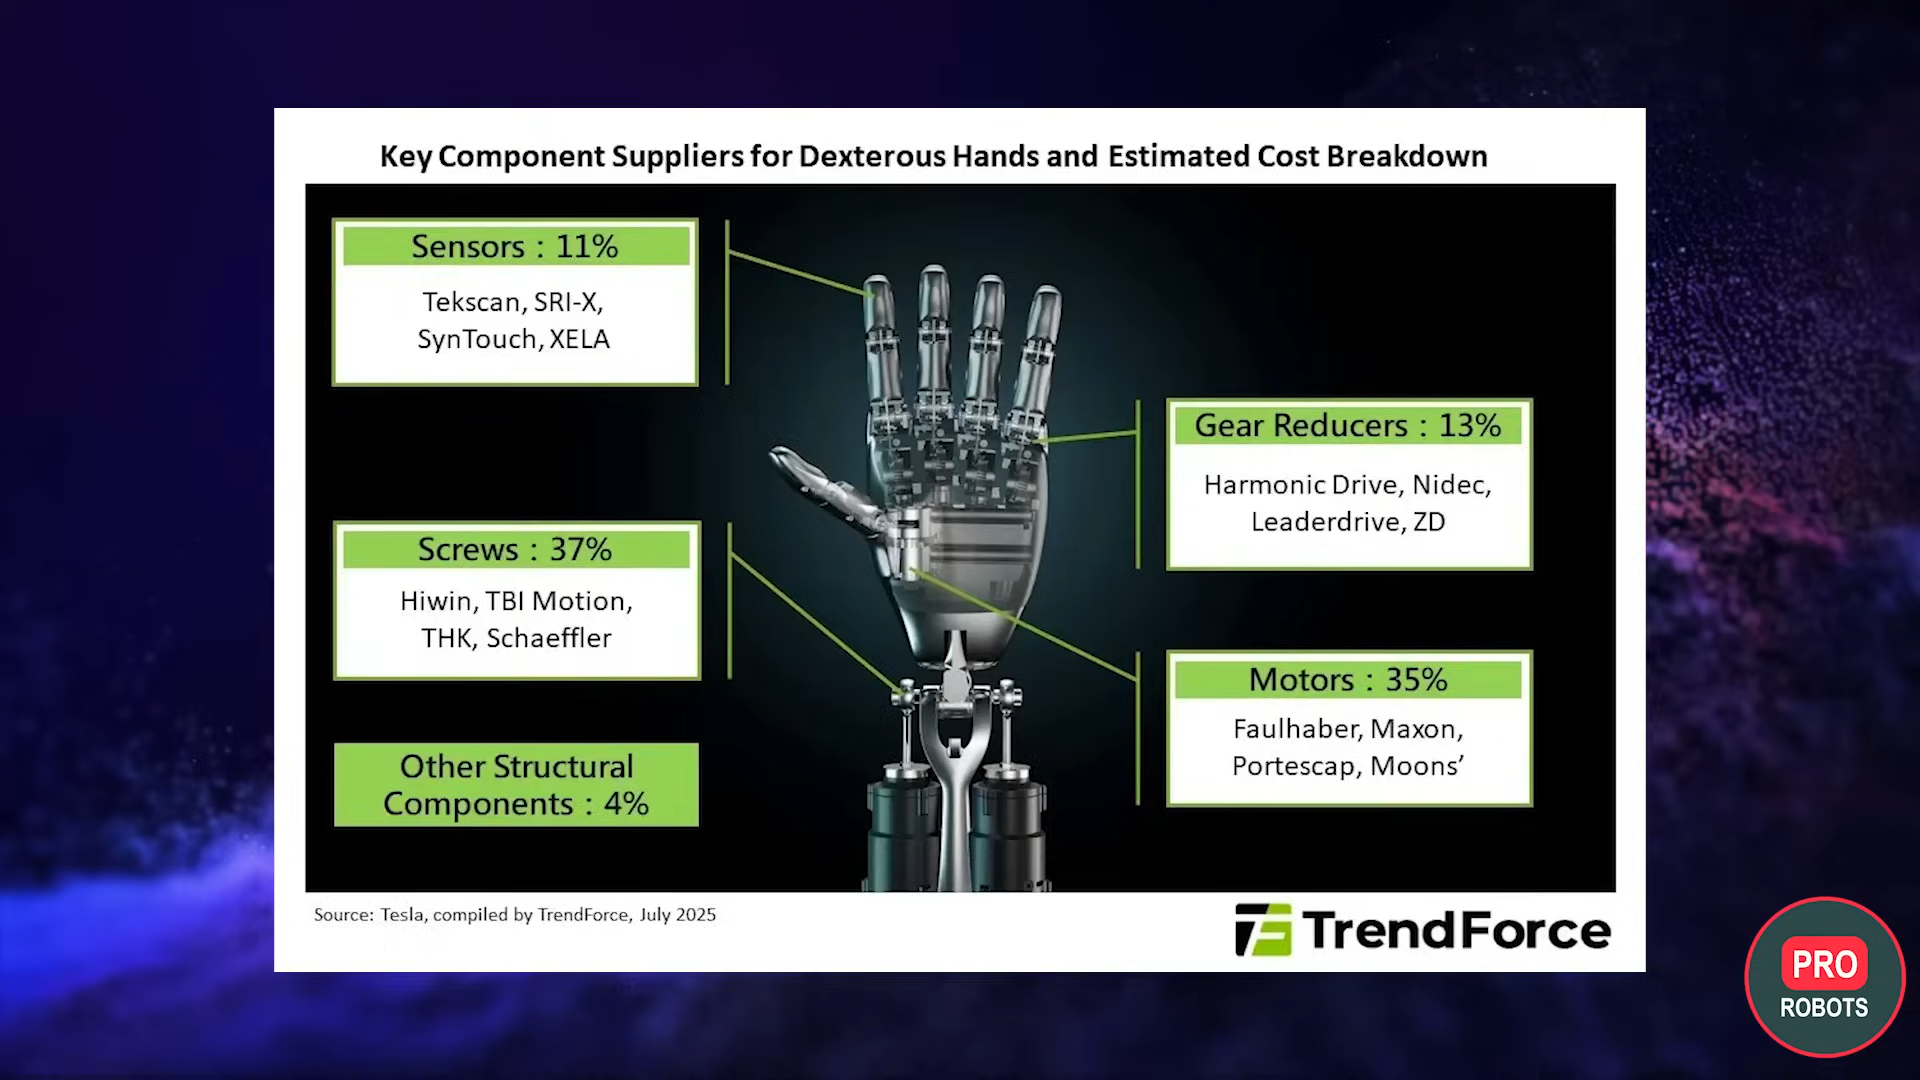 Key Component Suppliers for Dexterous Hands and Estimated Cost Breakdown
Sensors : 11%
Tekscan, SRI-X,
SynTouch, XELA
Gear Reducers : 13%
Harmonic Drive, Nidec,
Leaderdrive, ZD
Screws : 37%
Hiwin, TBI Motion,
THK, Schaeffler
Motors : 35%
Faulhaber, Maxon,
Portescap, Moons’
Other Structural
Components : 4%
Source: Tesla, compiled by TrendForce, July 2025
TrendForce
PRO
ROBOTS